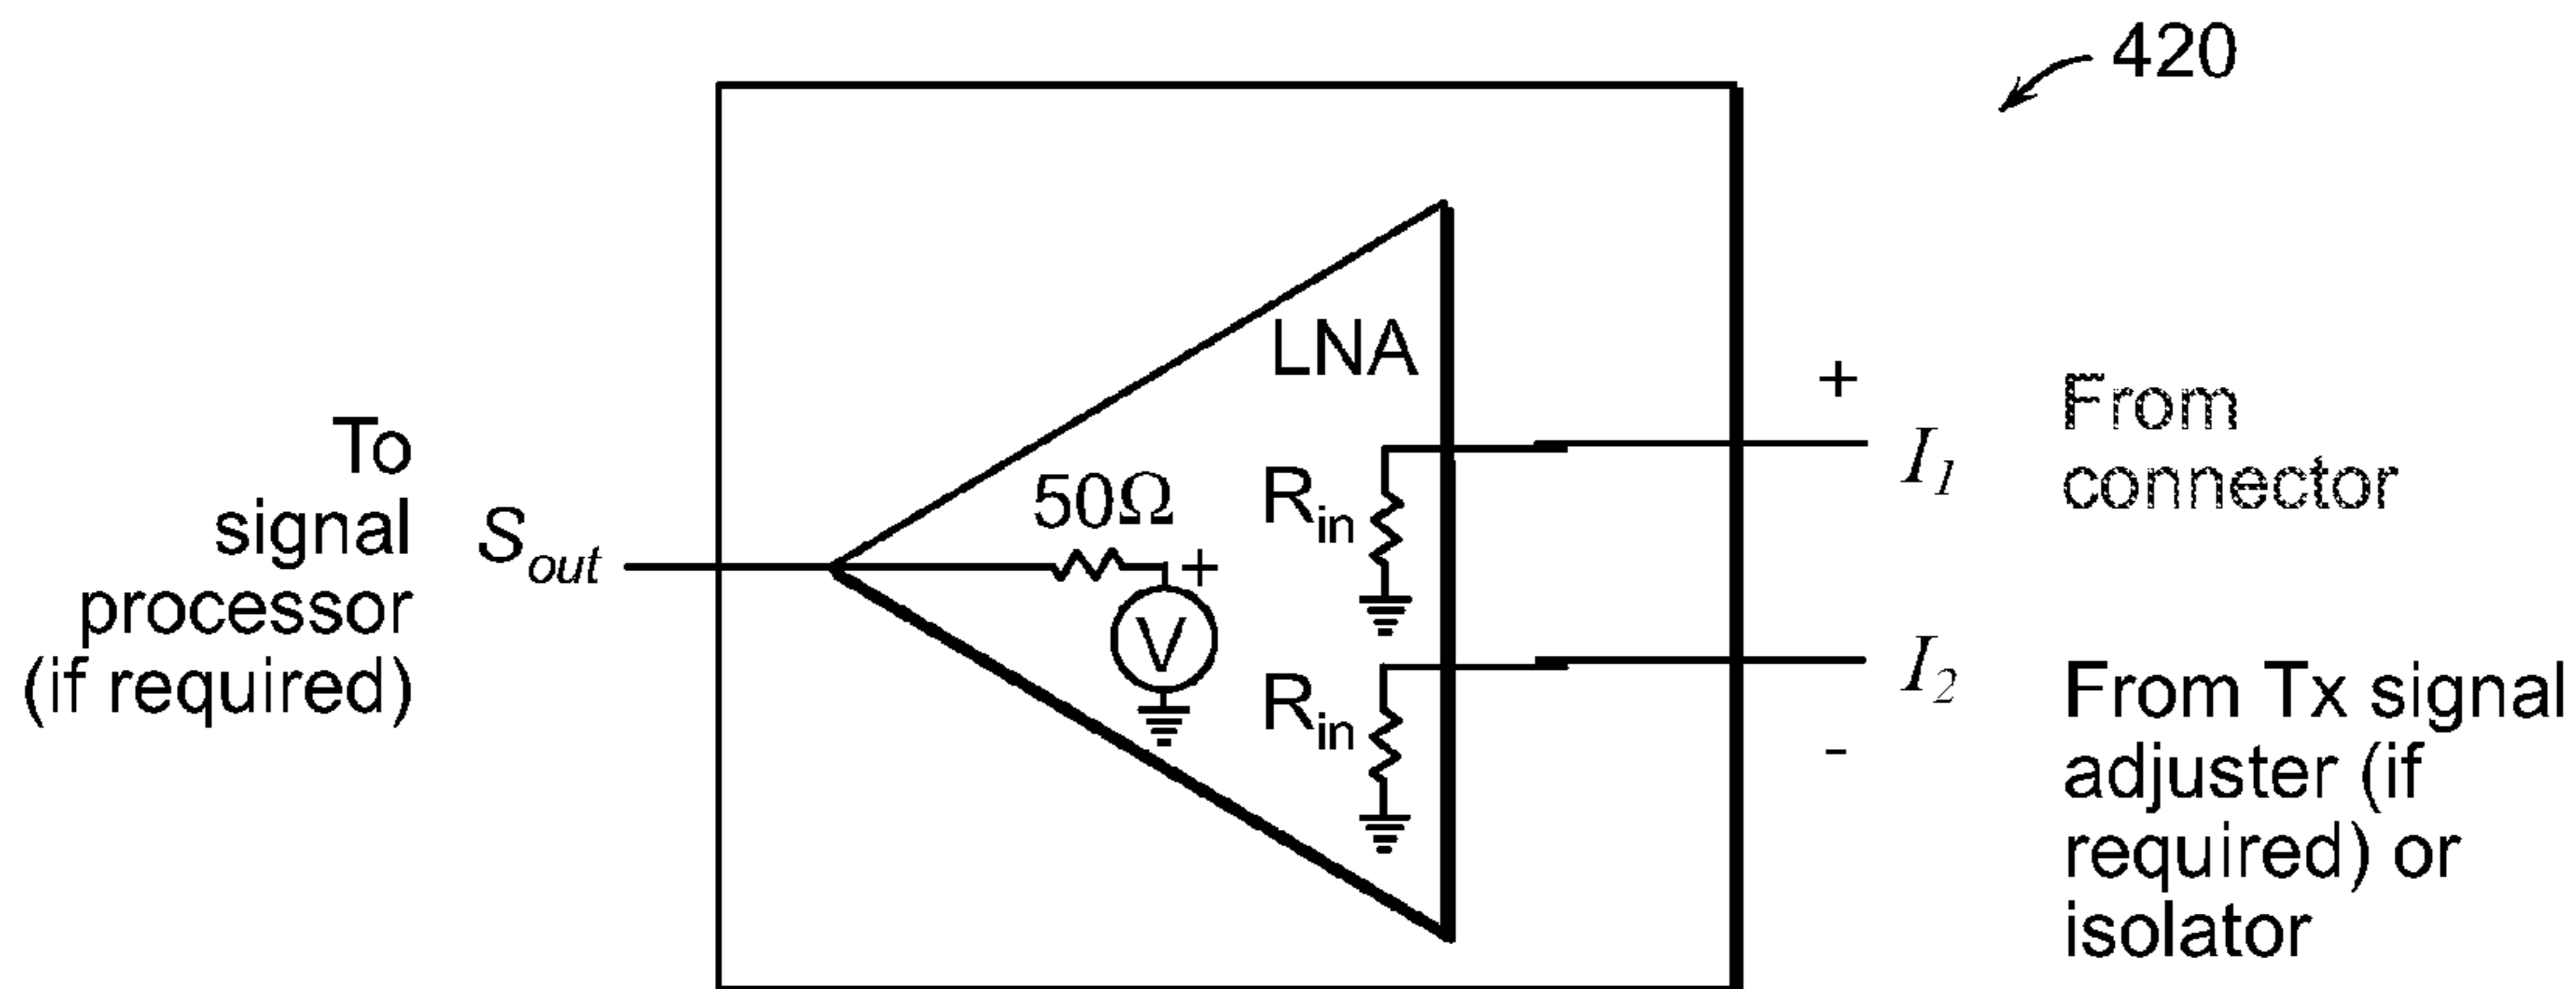 420
LNA
To
signal
processor
(if required)
S_out
50Ω
+
V
R_in
R_in
+
I_1
From
connector
I_2
-
From Tx signal
adjuster (if
required) or
isolator